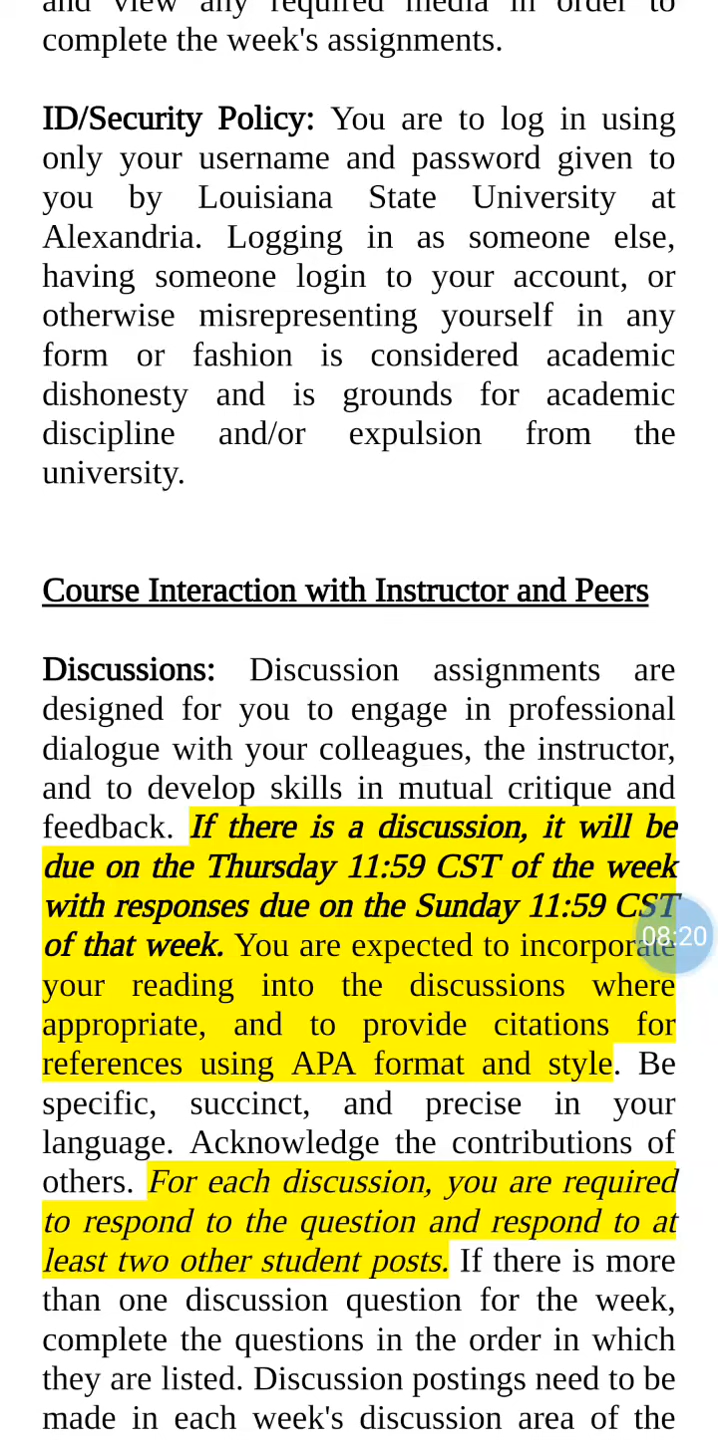 and view any required media in order to
complete the week's assignments.
ID/Security Policy: You are to log in using
only your username and password given to
you by Louisiana State University at
Alexandria. Logging in as someone else,
having someone login to your account, or
otherwise misrepresenting yourself in any
form or fashion is considered academic
dishonesty and is grounds for academic
discipline and/or expulsion from the
university.
Course Interaction with Instructor and Peers
Discussions: Discussion assignments are
designed for you to engage in professional
dialogue with your colleagues, the instructor,
and to develop skills in mutual critique and
feedback. If there is a discussion, it will be
due on the Thursday 11:59 CST of the week
with responses due on the Sunday 11:59 CST
of that week. You are expected to incorporate
08:20
your reading into the discussions where
appropriate, and to provide citations for
references using APA format and style. Be
specific, succinct, and precise in your
language. Acknowledge the contributions of
others. For each discussion, you are required
to respond to the question and respond to at
least two other student posts. If there is more
than one discussion question for the week,
complete the questions in the order in which
they are listed. Discussion postings need to be
made in each week's discussion area of the